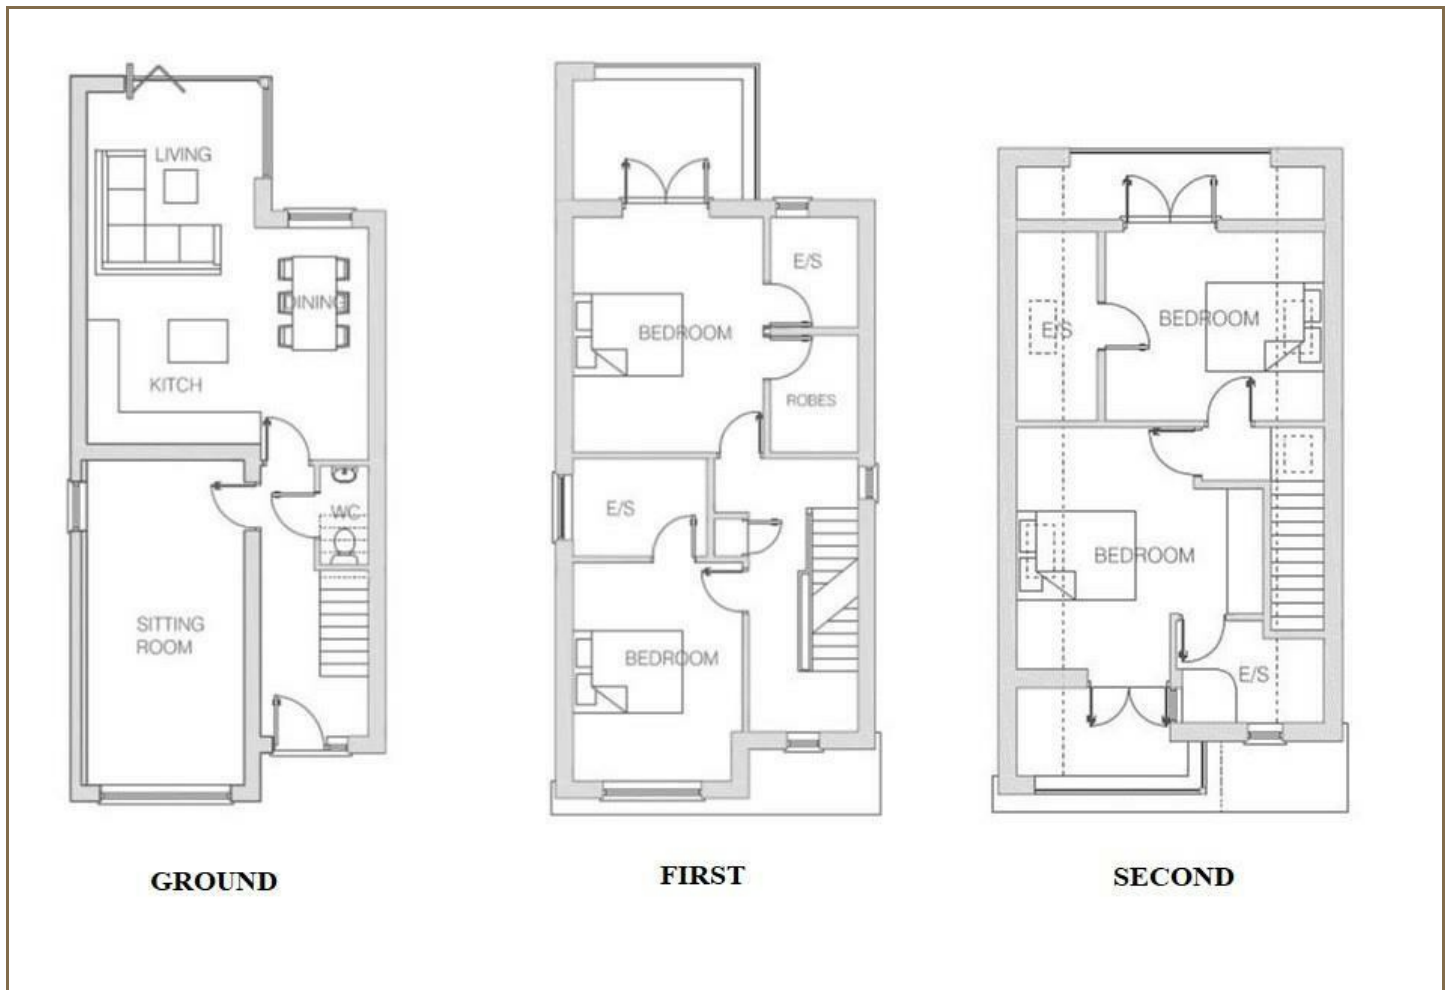 LIVING
DINING
KITCH
WC
SITTING
ROOM
GROUND
E/S
BEDROOM
ROBES
E/S
BEDROOM
FIRST
E/S
BEDROOM
BEDROOM
E/S
SECOND